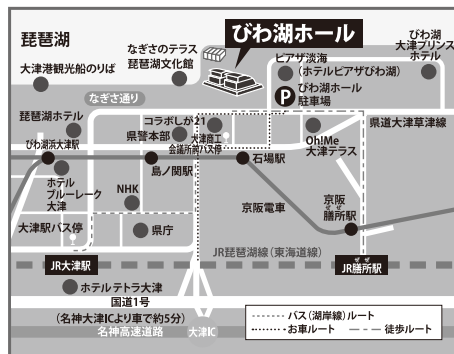 琵琶湖
びわ湖ホール
なぎさのテラス
琵琶湖文化館
ピアザ淡海
(ホテルピアザびわ湖)
びわ湖
大津プリンス
ホテル
大津港観光船のりば
なぎさ通り
P
びわ湖ホール
駐車場
琵琶湖ホテル
コラボしが21
県警本部
大津商工
会議所前バス停
Oh!Me
大津テラス
県道大津草津線
びわ湖浜大津駅
島ノ関駅
石場駅
ホテル
ブルーレーク
大津
NHK
京阪電車
京阪
膳所駅
ぜぜ
大津駅バス停
県庁
JR琵琶湖線(東海道線)
JR大津駅
JR膳所駅
ぜぜ
ホテルテトラ大津
国道1号
(名神大津ICより車で約5分)
名神高速道路
大津IC
バス(湖岸線)ルート
お車ルート
徒歩ルート